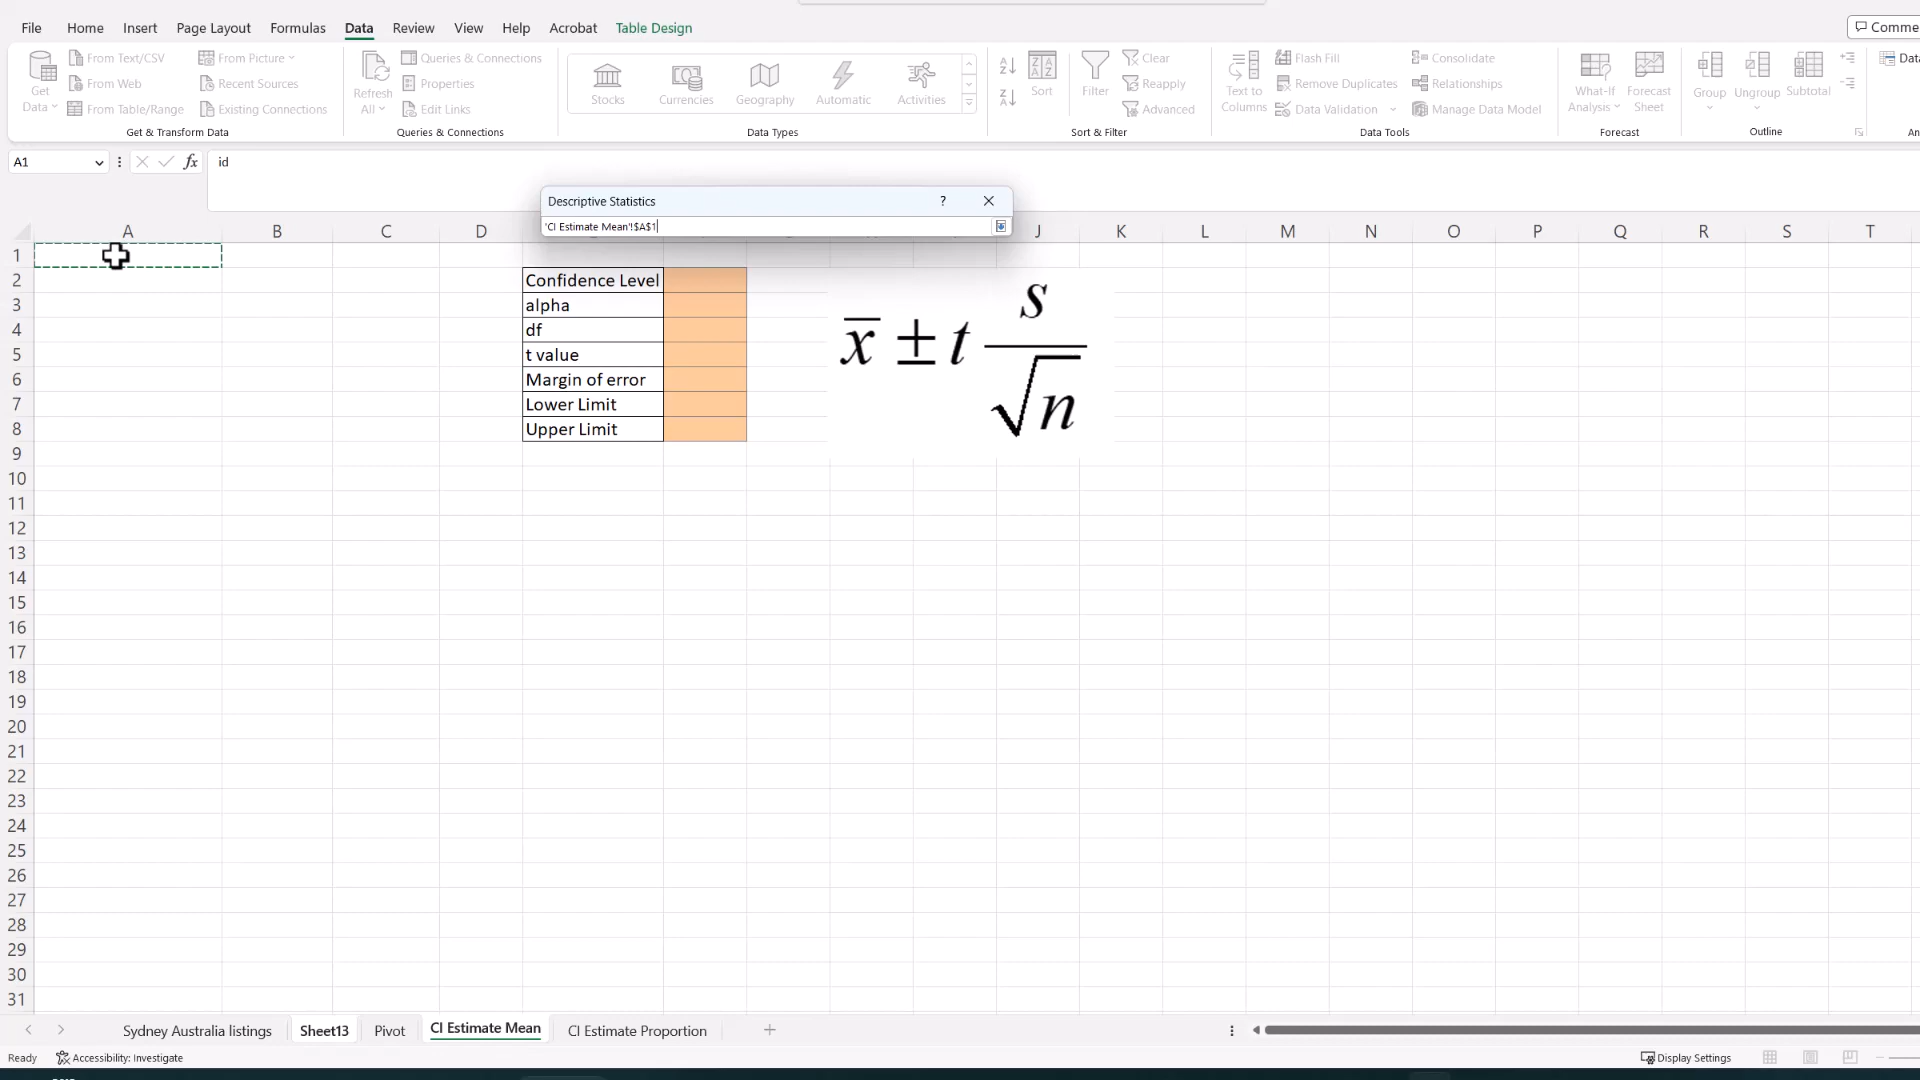 File Home Insert Page Layout Formulas Data Review View Help Acrobat Table Design
Get Data
From Text/CSV
From Web
From Table/Range
From Picture
Recent Sources
Existing Connections
Get & Transform Data
Refresh All
Queries & Connections
Properties
Edit Links
Queries & Connections
Stocks Currencies Geography Automatic Activities
Data Types
Sort
Filter
Clear
Reapply
Advanced
Sort & Filter
Text to Columns
Flash Fill
Remove Duplicates
Data Validation
Consolidate
Relationships
Manage Data Model
Data Tools
What-If Analysis
Forecast Sheet
Forecast
Group Ungroup Subtotal
Outline
A1
fx
id
Descriptive Statistics ?
'CI Estimate Mean'!$A$1
A B C D J K L M N O P Q R S T
1
2 Confidence Level
3 alpha
4 df
5 t value
6 Margin of error
7 Lower Limit
8 Upper Limit
x̄ ± t s / √n
9
10
11
12
13
14
15
16
17
18
19
20
21
22
23
24
25
26
27
28
29
30
31
Sydney Australia listings Sheet13 Pivot CI Estimate Mean CI Estimate Proportion
Ready Accessibility: Investigate Display Settings